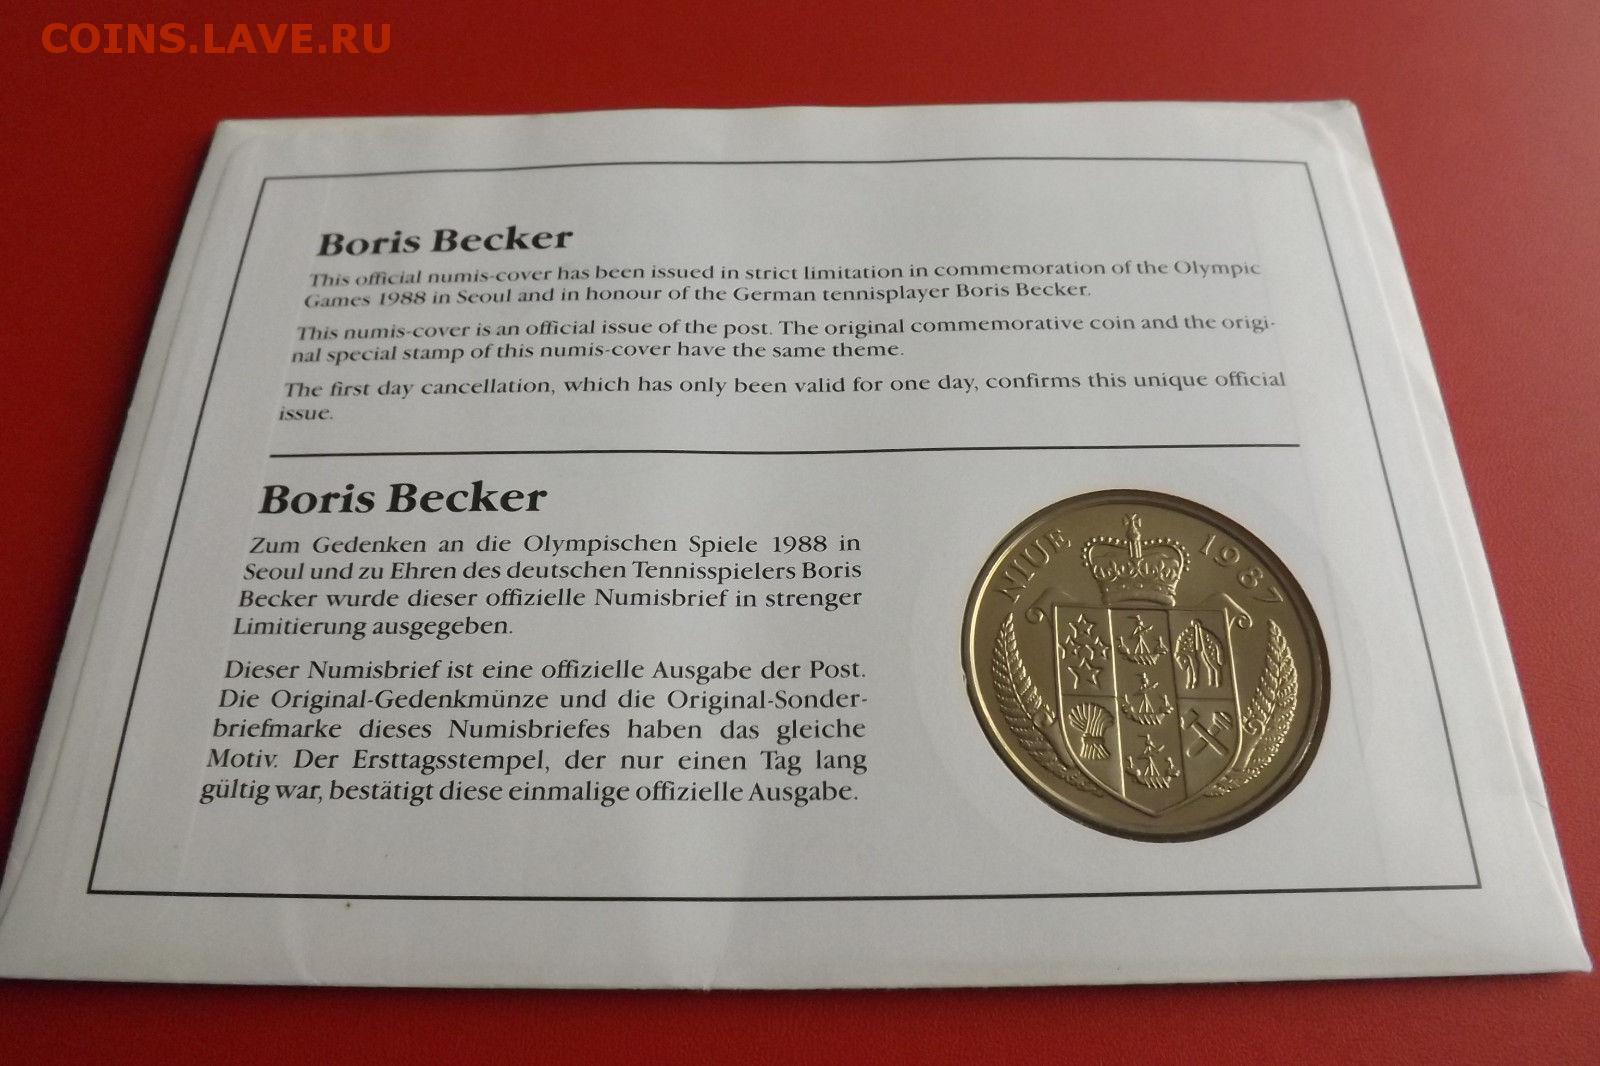 COINS.LAVE.RU
Boris Becker
This official numis-cover has been issued in strict limitation in commemoration of the Olympic
Games 1988 in Seoul and in honour of the German tennisplayer Boris Becker.
This numis-cover is an official issue of the post. The original commemorative coin and the origi-
nal special stamp of this numis-cover have the same theme.
The first day cancellation, which has only been valid for one day, confirms this unique official
issue.
Boris Becker
Zum Gedenken an die Olympischen Spiele 1988 in
Seoul und zu Ehren des deutschen Tennisspielers Boris
Becker wurde dieser offizielle Numisbrief in strenger
Limitierung ausgegeben.
Dieser Numisbrief ist eine offizielle Ausgabe der Post.
Die Original-Gedenkmünze und die Original-Sonder-
briefmarke dieses Numisbriefes haben das gleiche
Motiv. Der Ersttagsstempel, der nur einen Tag lang
gültig war, bestätigt diese einmalige offizielle Ausgabe.
NIUE 1987